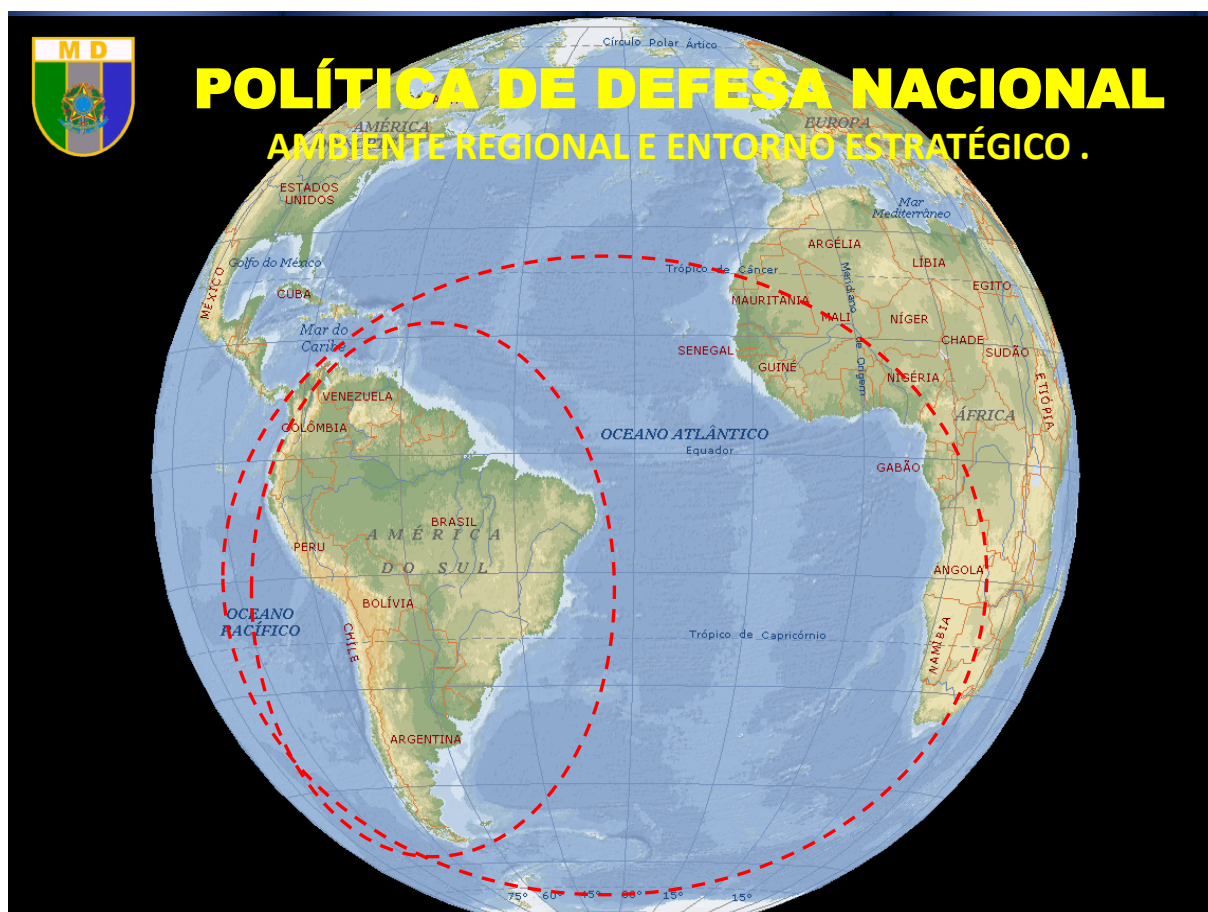 M D
Círculo Polar Ártico
POLÍTICA DE DEFESA NACIONAL
AMÉRICA
EUROPA
AMBIENTE REGIONAL E ENTORNO ESTRATÉGICO .
ESTADOS
UNIDOS
Mar
Mediterrâneo
ARGÉLIA
Golfo do México
LÍBIA
Trópico de Câncer
MÉXICO
CUBA
EGITO
Meridiano de Origem
MAURITÂNIA
MALI
NÍGER
Mar do
Caribe
CHADE
SUDÃO
SENEGAL
GUINÉ
NIGÉRIA
ETIÓPIA
VENEZUELA
ÁFRICA
COLÔMBIA
OCEANO ATLÂNTICO
Equador
GABÃO
BRASIL
AMÉRICA
DO SUL
PERU
ANGOLA
BOLÍVIA
OCEANO
PACÍFICO
CHILE
Trópico de Capricórnio
NAMÍBIA
ARGENTINA
75° 60° 45° 30° 15° 15°